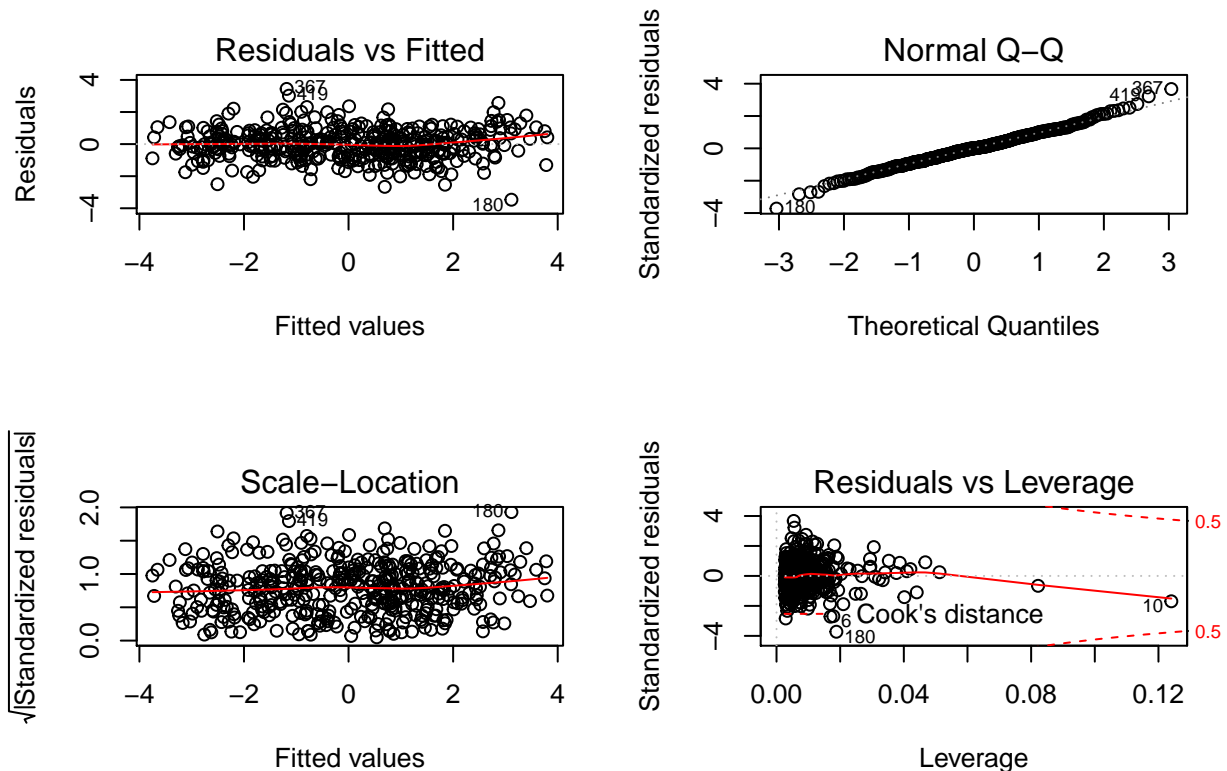 Residuals vs Fitted
Residuals
4
0
−4
367
419
180
−4 −2 0 2 4
Fitted values
Normal Q−Q
Standardized residuals
4
0
−4
367
419
180
−3 −2 −1 0 1 2 3
Theoretical Quantiles
Scale−Location
√|Standardized residuals|
2.0
1.0
0.0
367
419
180
−4 −2 0 2 4
Fitted values
Residuals vs Leverage
Standardized residuals
4
0
−4
0.5
0.5
10
6
180
Cook's distance
0.00 0.04 0.08 0.12
Leverage